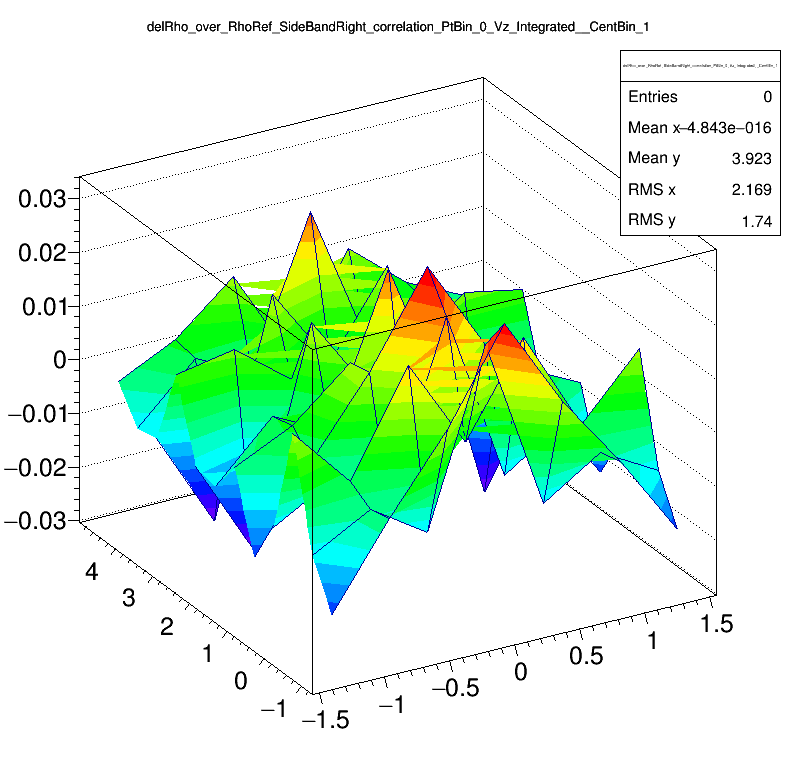 delRho_over_RhoRef_SideBandRight_correlation_PtBin_0_Vz_Integrated__CentBin_1
delRho_over_RhoRef_SideBandRight_correlation_PtBin_0_Vz_Integrated__CentBin_1
Entries 0
Mean x −4.843e−016
Mean y 3.923
RMS x 2.169
RMS y 1.74
0.03
0.02
0.01
0
−0.01
−0.02
−0.03
4
3
2
1
0
−1
−1.5
−1
−0.5
0
0.5
1
1.5